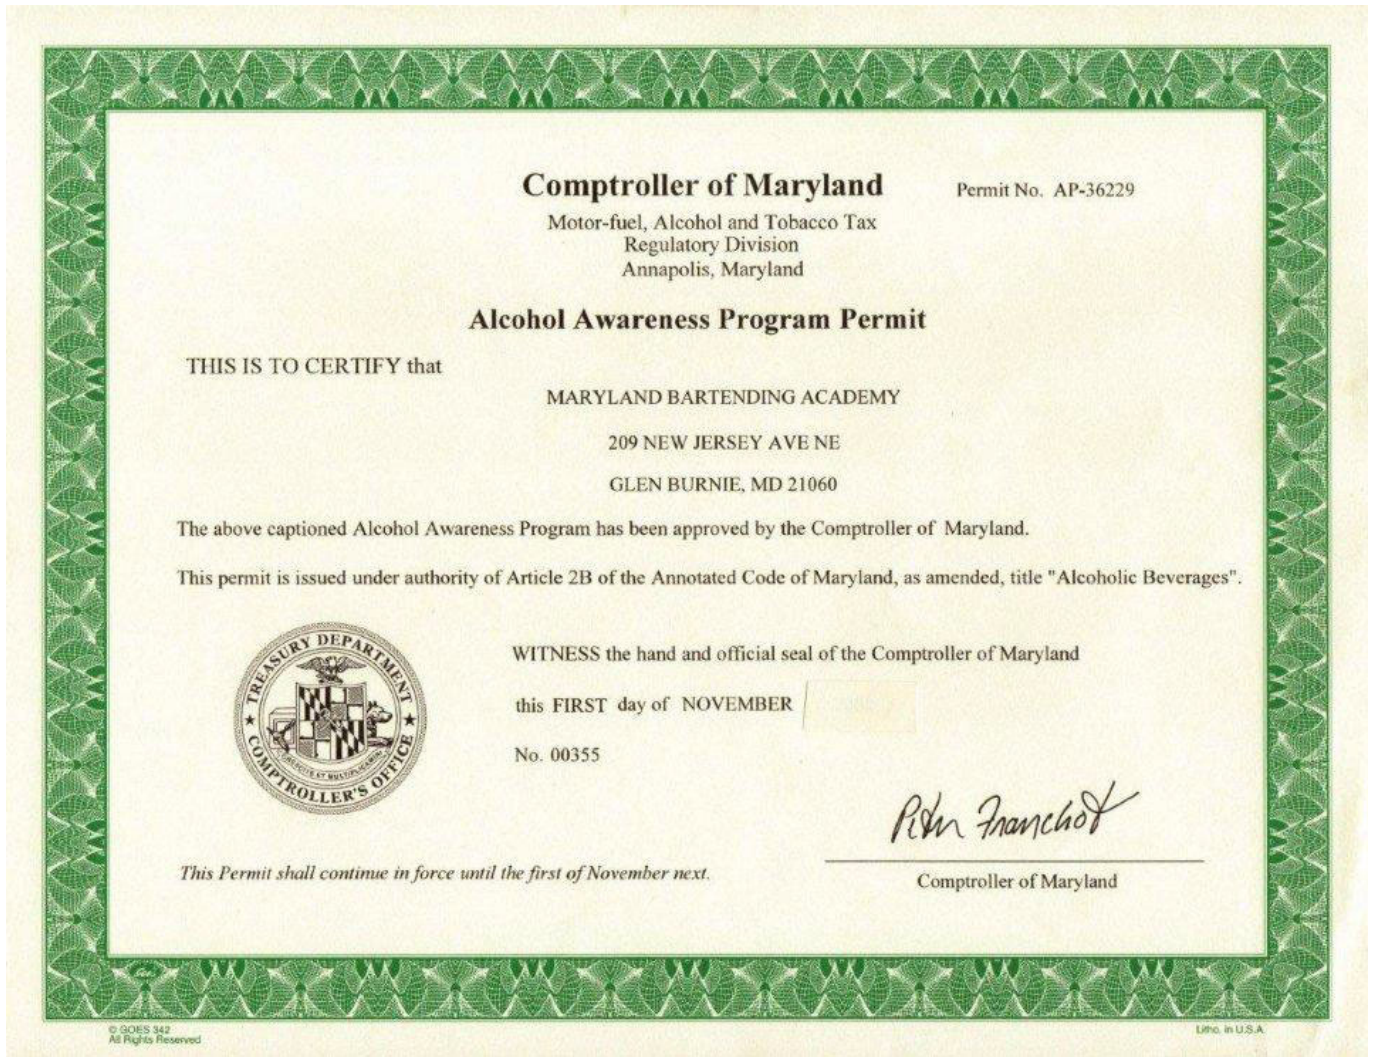 Comptroller of Maryland
Permit No. AP-36229
Motor-fuel, Alcohol and Tobacco Tax
Regulatory Division
Annapolis, Maryland
Alcohol Awareness Program Permit
THIS IS TO CERTIFY that
MARYLAND BARTENDING ACADEMY
209 NEW JERSEY AVE NE
GLEN BURNIE, MD 21060
The above captioned Alcohol Awareness Program has been approved by the Comptroller of Maryland.
This permit is issued under authority of Article 2B of the Annotated Code of Maryland, as amended, title "Alcoholic Beverages".
TREASURY DEPARTMENT
COMPTROLLER'S OFFICE
WITNESS the hand and official seal of the Comptroller of Maryland
this FIRST day of NOVEMBER
No. 00355
Peter Franchot
This Permit shall continue in force until the first of November next.
Comptroller of Maryland
© GOES 342
All Rights Reserved
Litho. in U.S.A.